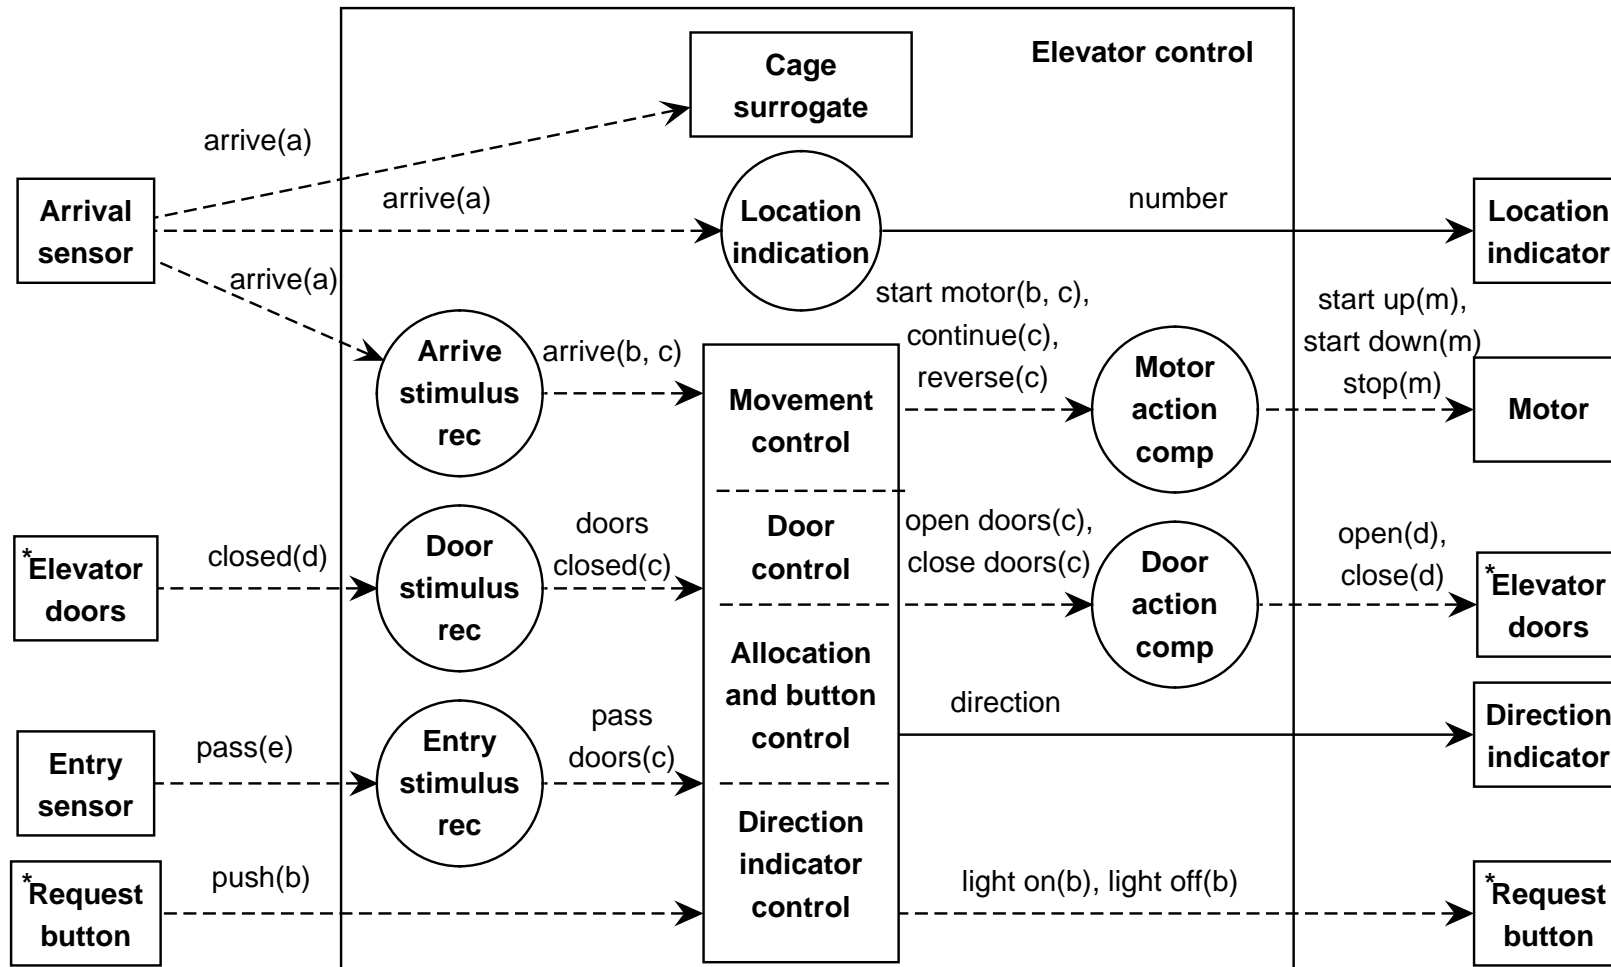 Elevator control
Cage
surrogate
arrive(a)
arrive(a)
arrive(a)
Arrival
sensor
Location
indication
number
Location
indicator
Arrive
stimulus
rec
arrive(b, c)
Movement
control
start motor(b, c),
continue(c),
reverse(c)
Motor
action
comp
start up(m),
start down(m)
stop(m)
Motor
*Elevator
doors
closed(d)
Door
stimulus
rec
doors
closed(c)
Door
control
open doors(c),
close doors(c)
Door
action
comp
open(d),
close(d)
*Elevator
doors
Allocation
and button
control
direction
Direction
indicator
Entry
sensor
pass(e)
Entry
stimulus
rec
pass
doors(c)
Direction
indicator
control
*Request
button
push(b)
light on(b), light off(b)
*Request
button